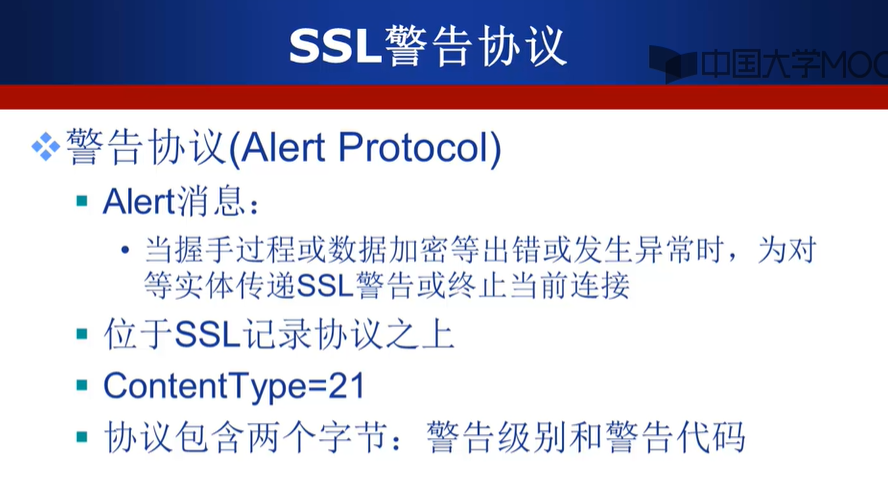 SSL警告协议
中国大学MOO
警告协议(Alert Protocol)
Alert消息：
• 当握手过程或数据加密等出错或发生异常时，为对
等实体传递SSL警告或终止当前连接
位于SSL记录协议之上
ContentType=21
协议包含两个字节：警告级别和警告代码